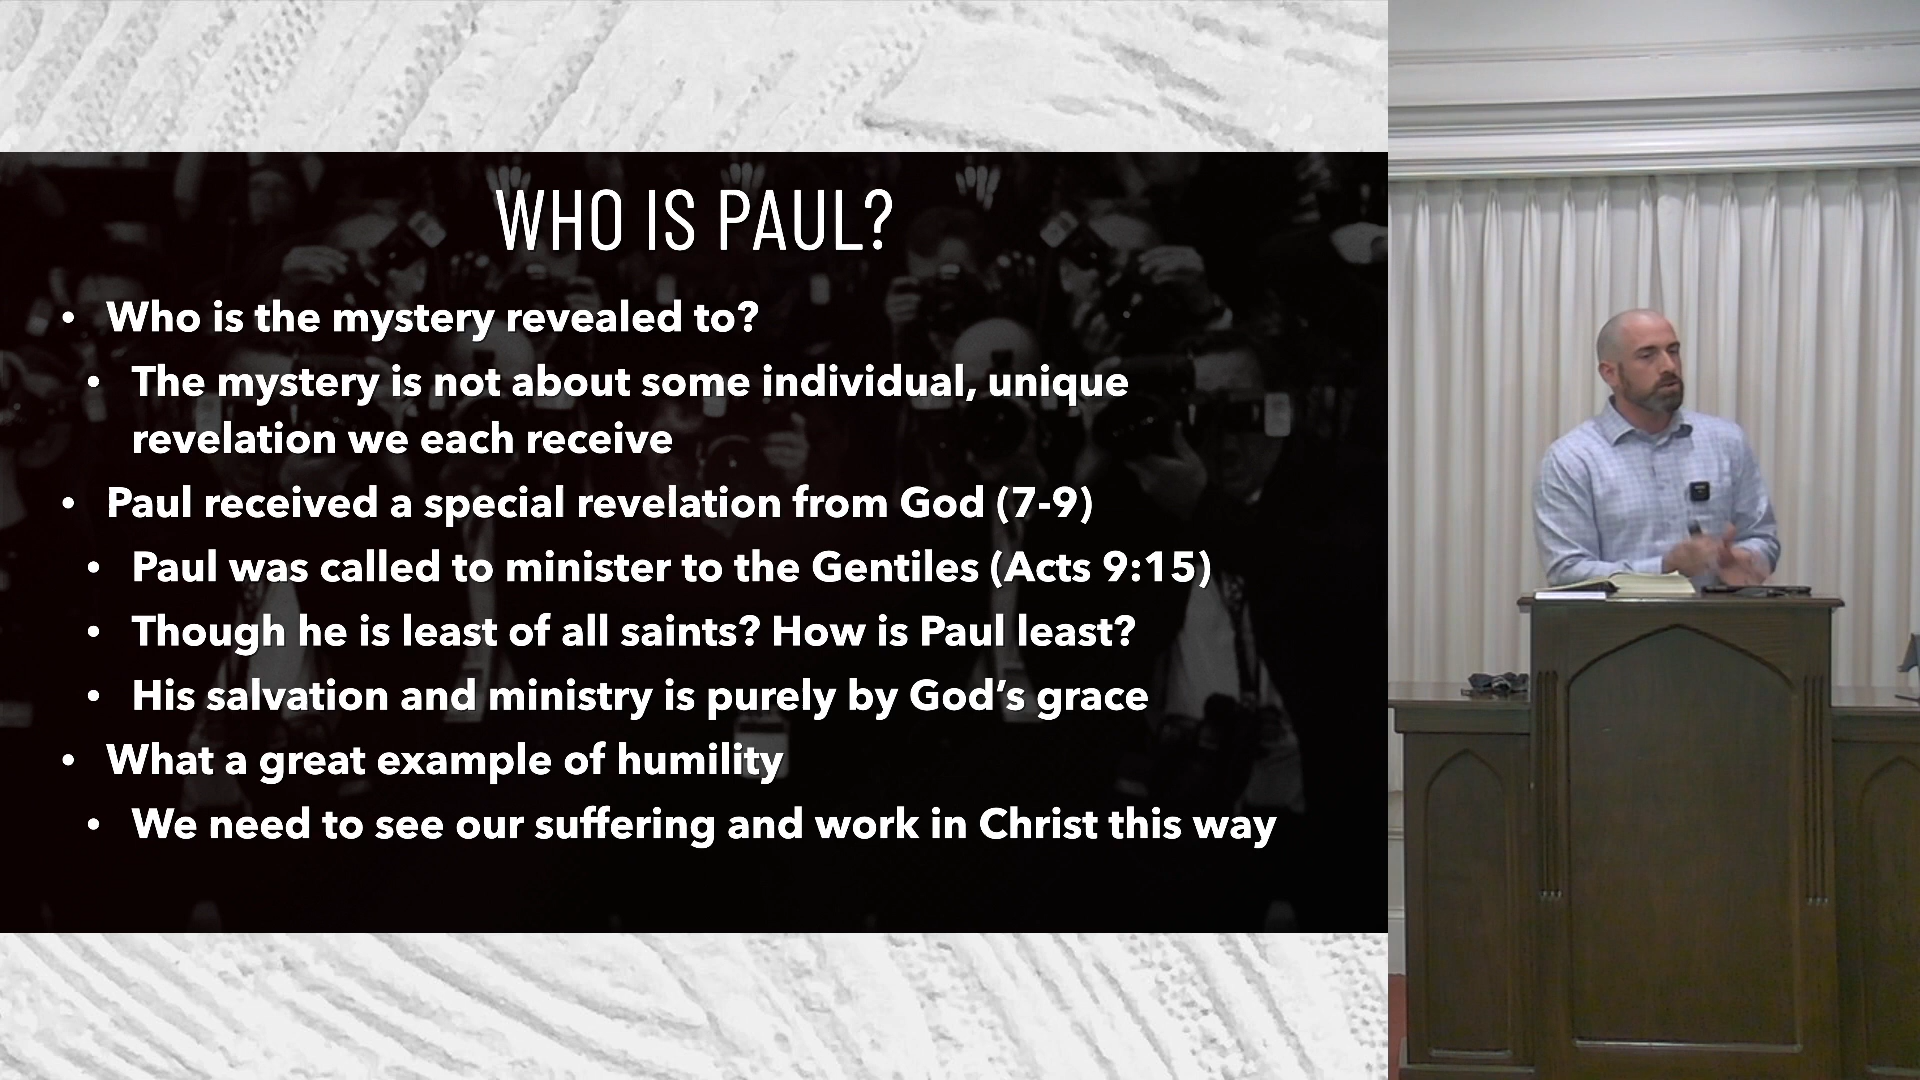 WHO IS PAUL?
• Who is the mystery revealed to?
• The mystery is not about some individual, unique
revelation we each receive
• Paul received a special revelation from God (7-9)
• Paul was called to minister to the Gentiles (Acts 9:15)
• Though he is least of all saints? How is Paul least?
• His salvation and ministry is purely by God’s grace
• What a great example of humility
• We need to see our suffering and work in Christ this way